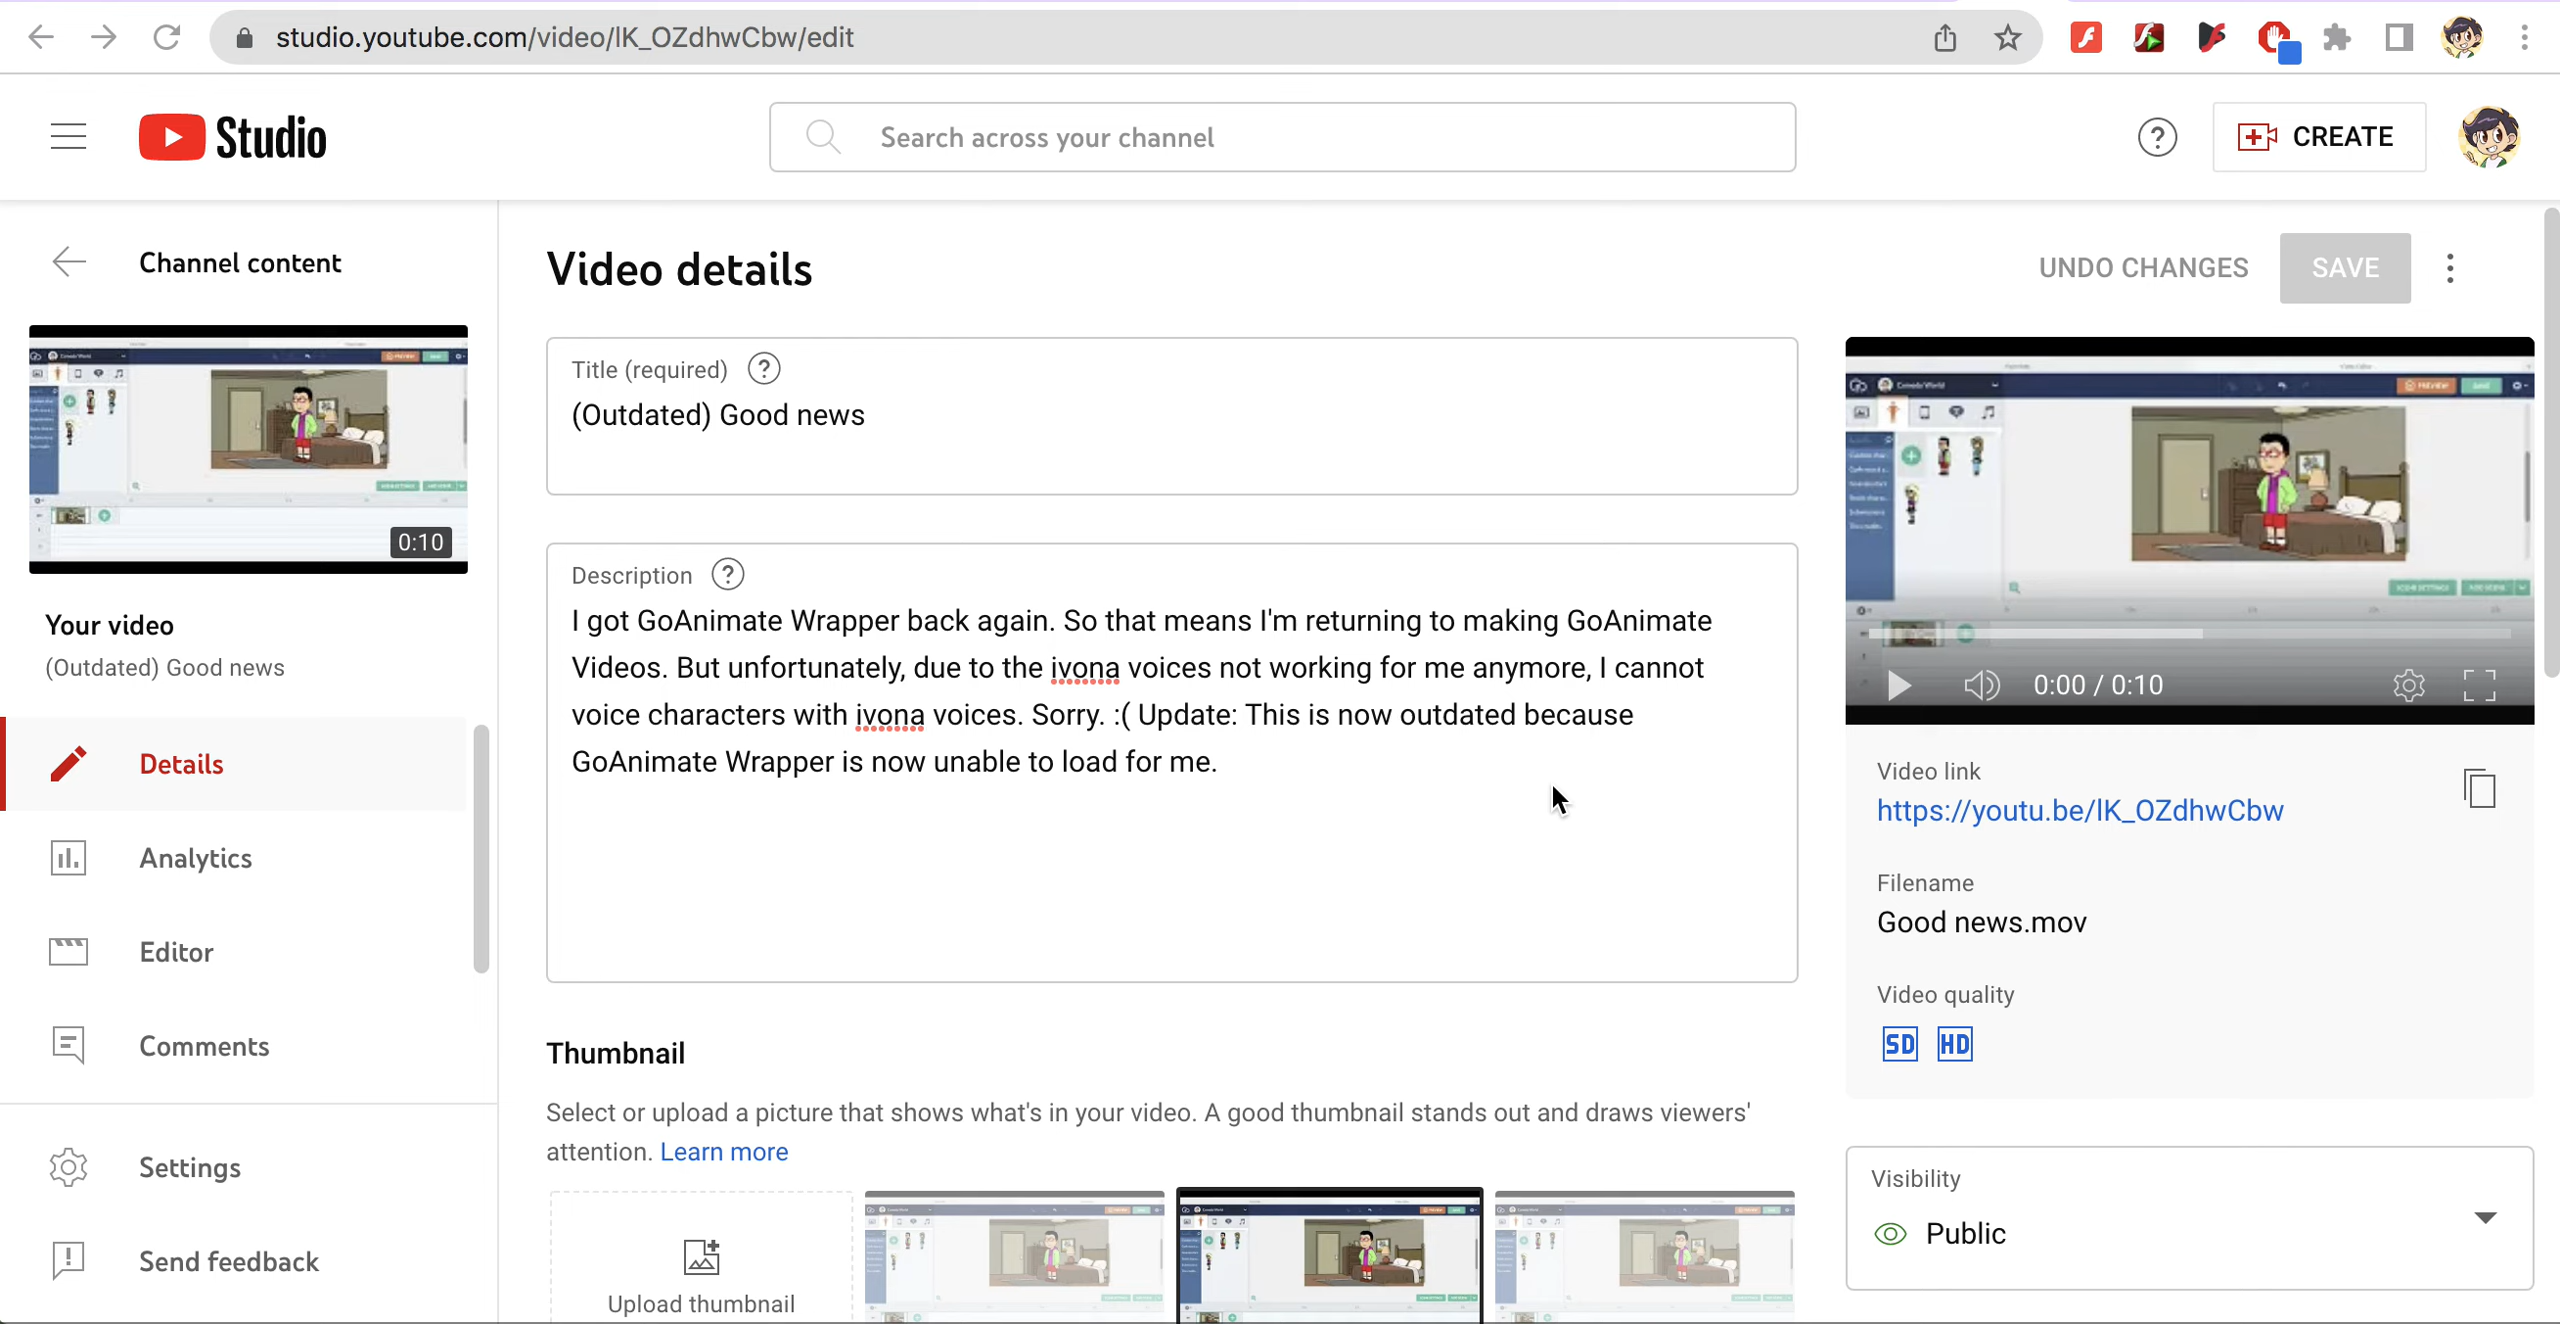 studio.youtube.com/video/lK_OZdhwCbw/edit
Studio
Search across your channel
CREATE
Channel content
0:10
Your video
(Outdated) Good news
Details
Analytics
Editor
Comments
Settings
Send feedback
Video details
UNDO CHANGES
SAVE
Title (required)
(Outdated) Good news
Description
I got GoAnimate Wrapper back again. So that means I'm returning to making GoAnimate
Videos. But unfortunately, due to the ivona voices not working for me anymore, I cannot
voice characters with ivona voices. Sorry. :( Update: This is now outdated because
GoAnimate Wrapper is now unable to load for me.
Thumbnail
Select or upload a picture that shows what's in your video. A good thumbnail stands out and draws viewers'
attention. Learn more
Upload thumbnail
PREVIEW
0:00 / 0:10
Video link
https://youtu.be/lK_OZdhwCbw
Filename
Good news.mov
Video quality
SD HD
Visibility
Public